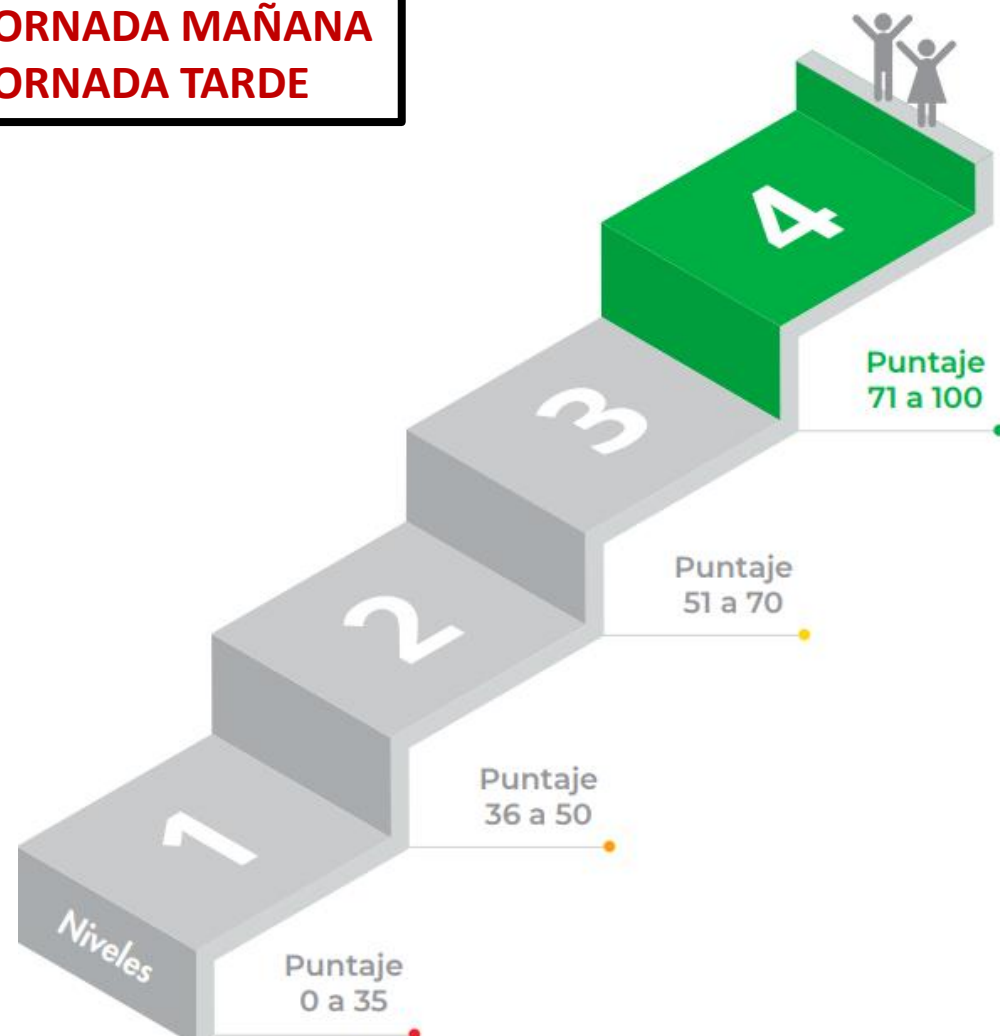 ORNADA MAÑANA
ORNADA TARDE
4
Puntaje
71 a 100
3
Puntaje
51 a 70
2
Puntaje
36 a 50
1
Niveles
Puntaje
0 a 35